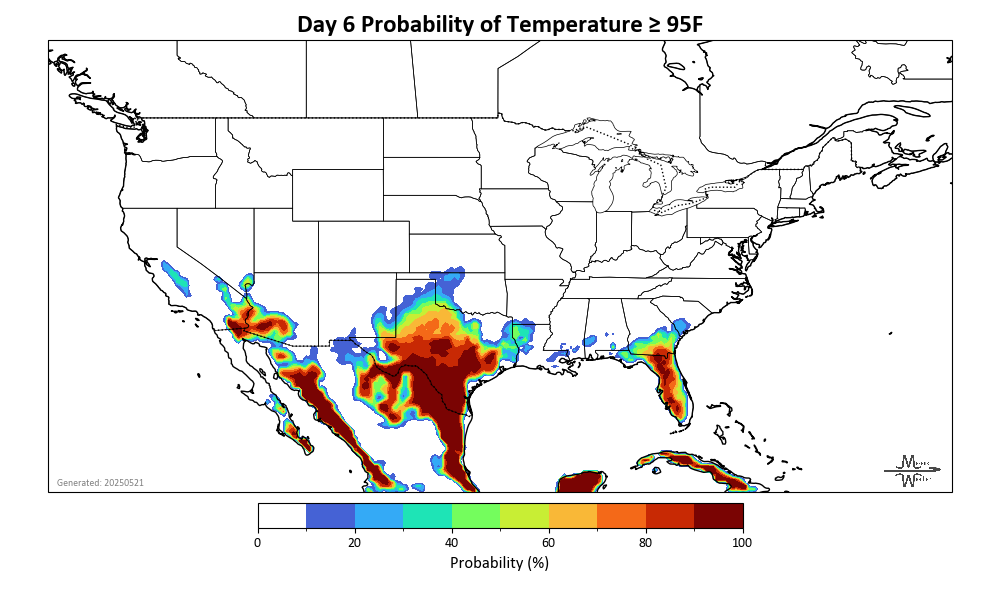 Day 6 Probability of Temperature ≥ 95F
Generated: 20250521
0 20 40 60 80 100
Probability (%)